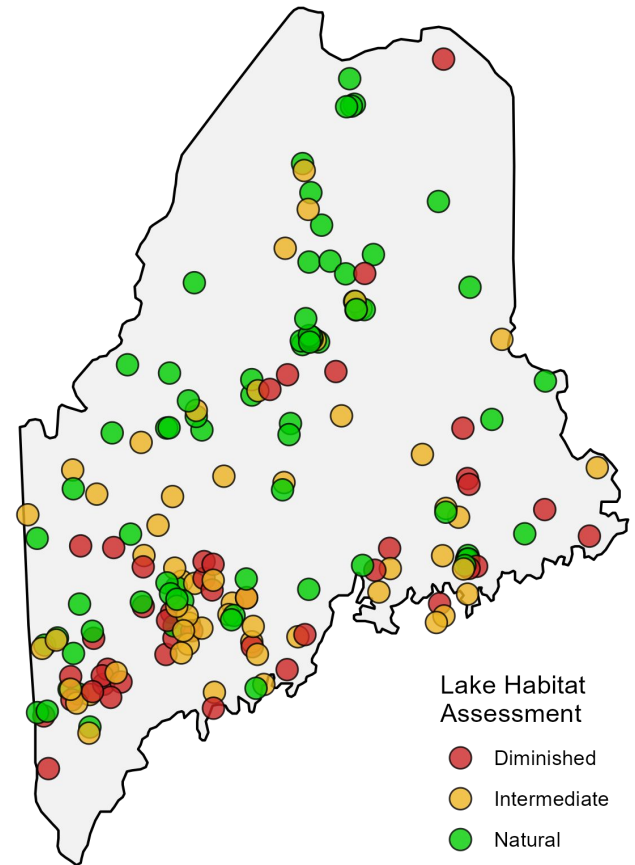 Lake Habitat
Assessment
Diminished
Intermediate
Natural